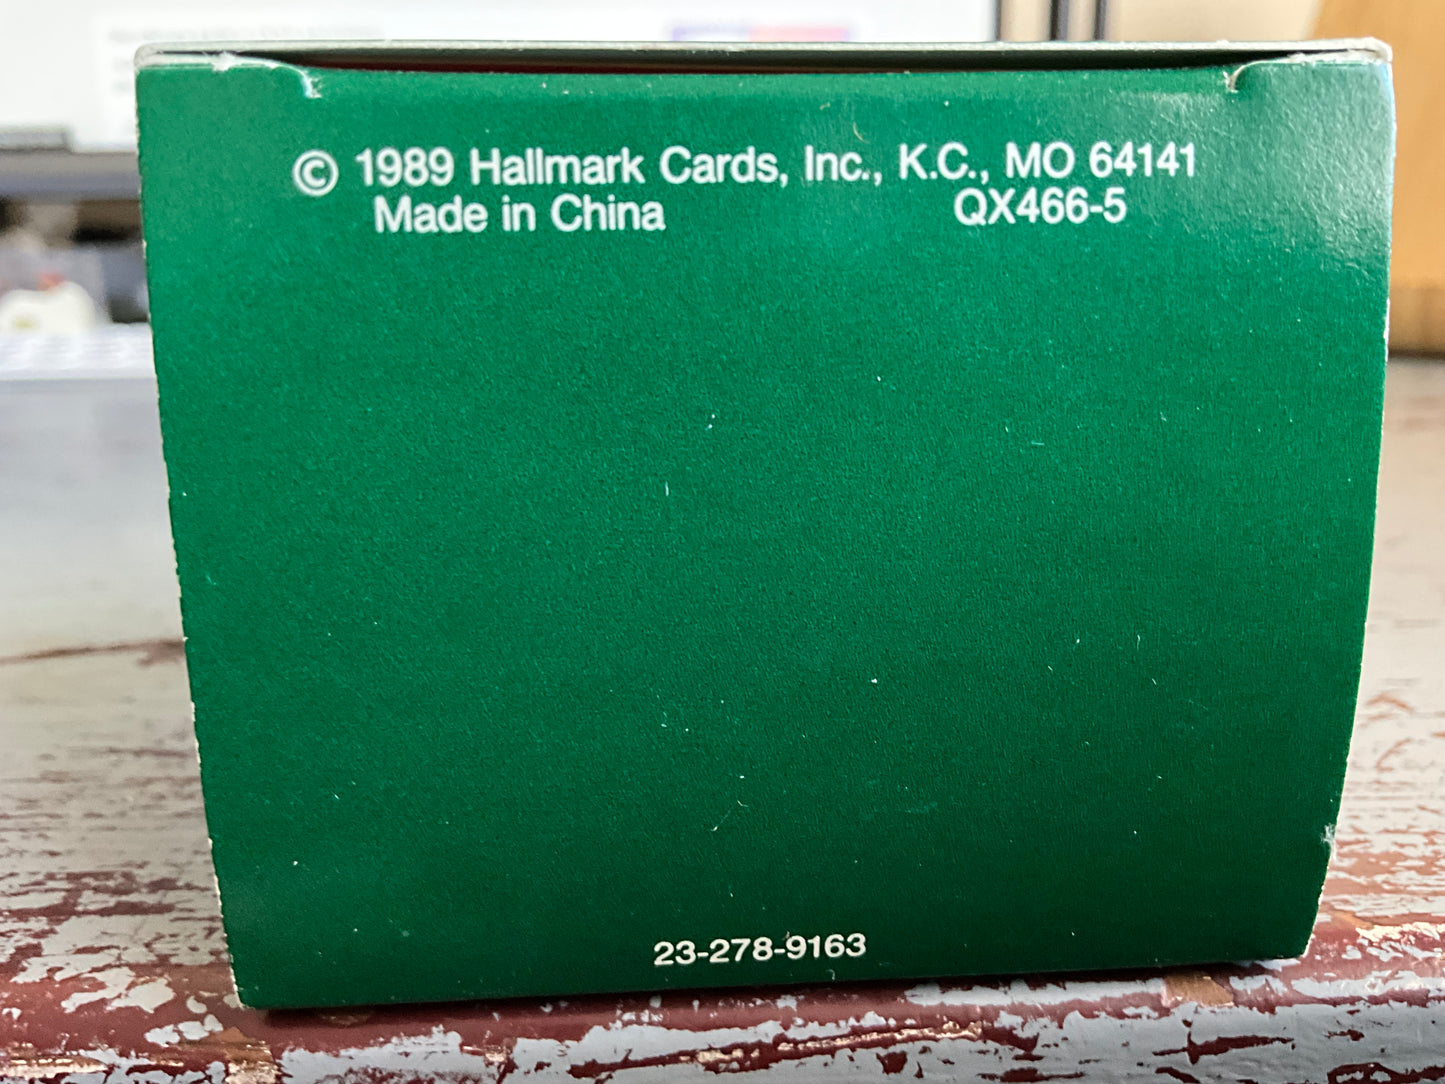 © 1989 Hallmark Cards, Inc., K.C., MO 64141
Made in China QX466-5
23-278-9163